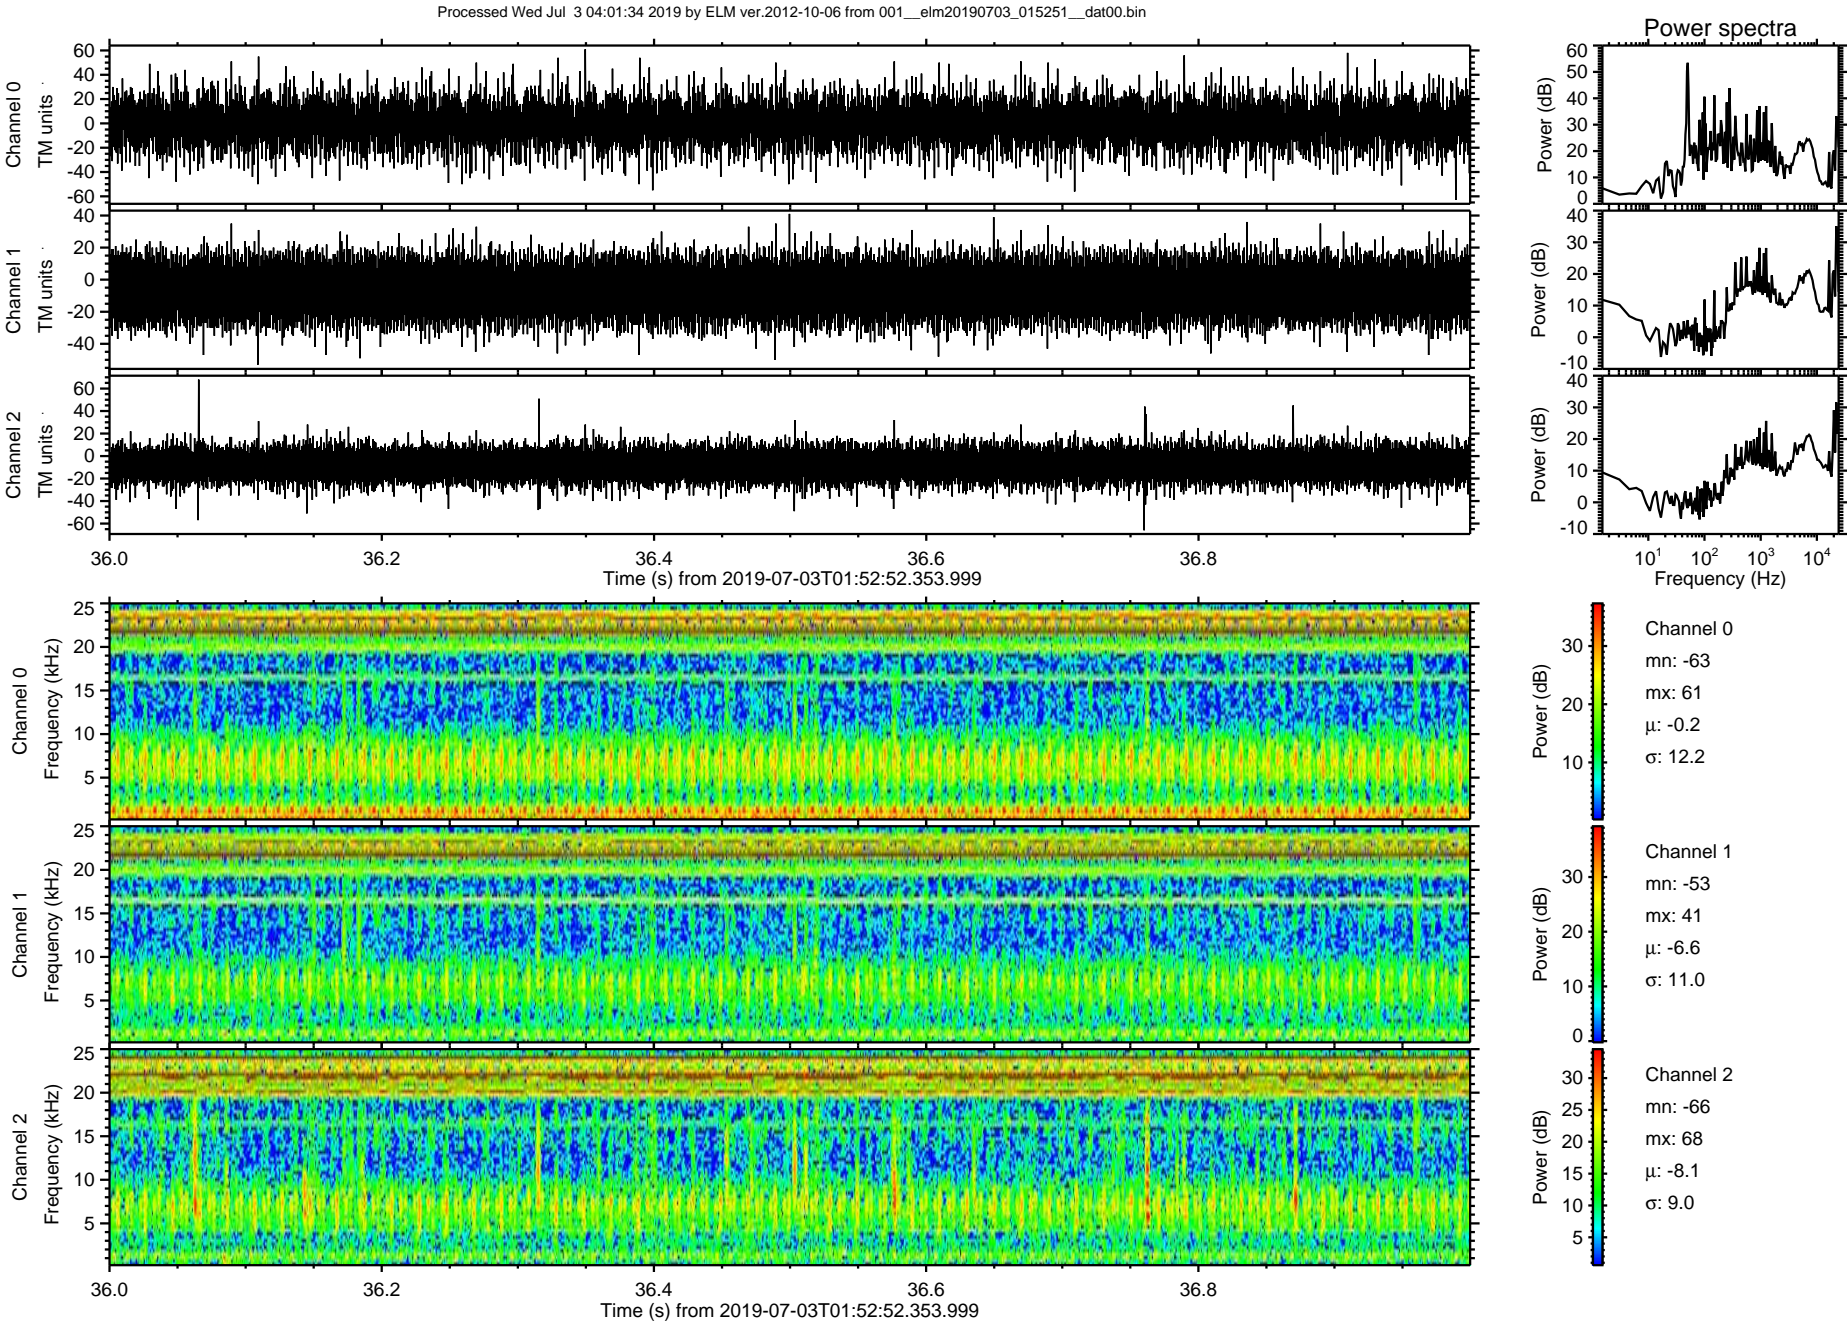 Processed Wed Jul  3 04:01:34 2019 by ELM ver.2012-10-06 from 001__elm20190703_015251__dat00.bin
Power spectra
Channel 0
TM units
60
40
20
0
-20
-40
-60
Power (dB)
60
50
40
30
20
10
0
Channel 1
TM units
40
20
0
-20
-40
Power (dB)
40
30
20
10
0
-10
Channel 2
TM units
60
40
20
0
-20
-40
-60
Power (dB)
40
30
20
10
0
-10
36.0 36.2 36.4 36.6 36.8
Time (s) from 2019-07-03T01:52:52.353.999
10¹ 10² 10³ 10⁴
Frequency (Hz)
Channel 0
Frequency (kHz)
25
20
15
10
5
Power (dB)
30
20
10
Channel 0
mn: -63
mx: 61
μ: -0.2
σ: 12.2
Channel 1
Frequency (kHz)
25
20
15
10
5
Power (dB)
30
20
10
0
Channel 1
mn: -53
mx: 41
μ: -6.6
σ: 11.0
Channel 2
Frequency (kHz)
25
20
15
10
5
Power (dB)
30
25
20
15
10
5
Channel 2
mn: -66
mx: 68
μ: -8.1
σ: 9.0
36.0 36.2 36.4 36.6 36.8
Time (s) from 2019-07-03T01:52:52.353.999